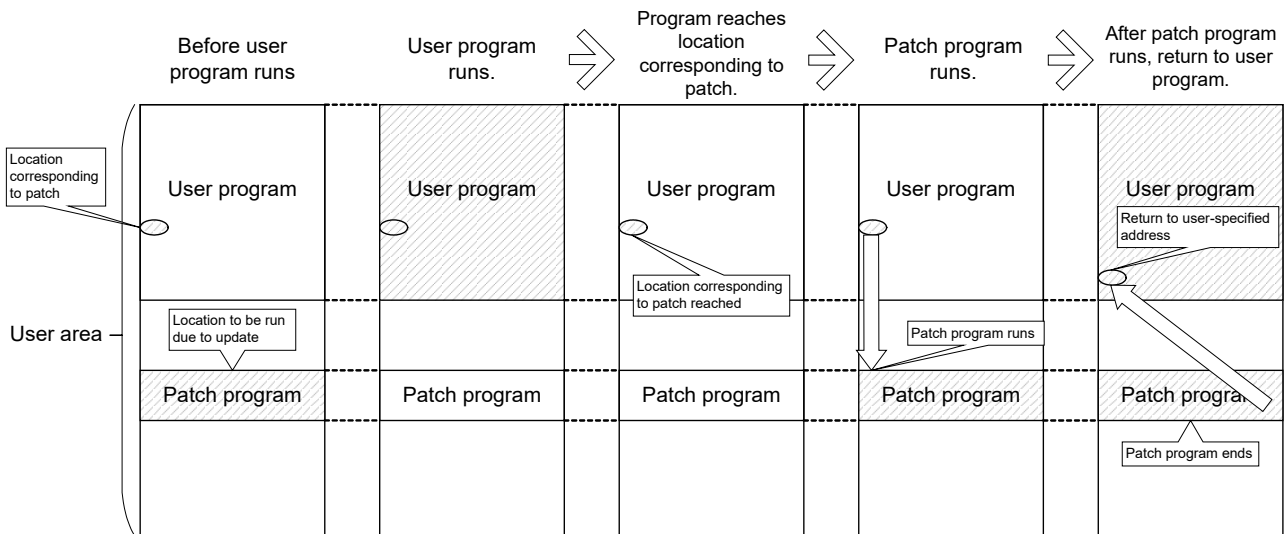 Before user
program runs
User program
runs.
Program reaches
location
corresponding to
patch.
Patch program
runs.
After patch program
runs, return to user
program.
Location
corresponding
to patch
User program
User program
User program
User program
User program
Return to user-specified
address
Location corresponding
to patch reached
User area
Location to be run
due to update
Patch program runs
Patch program
Patch program
Patch program
Patch program
Patch program
Patch program ends